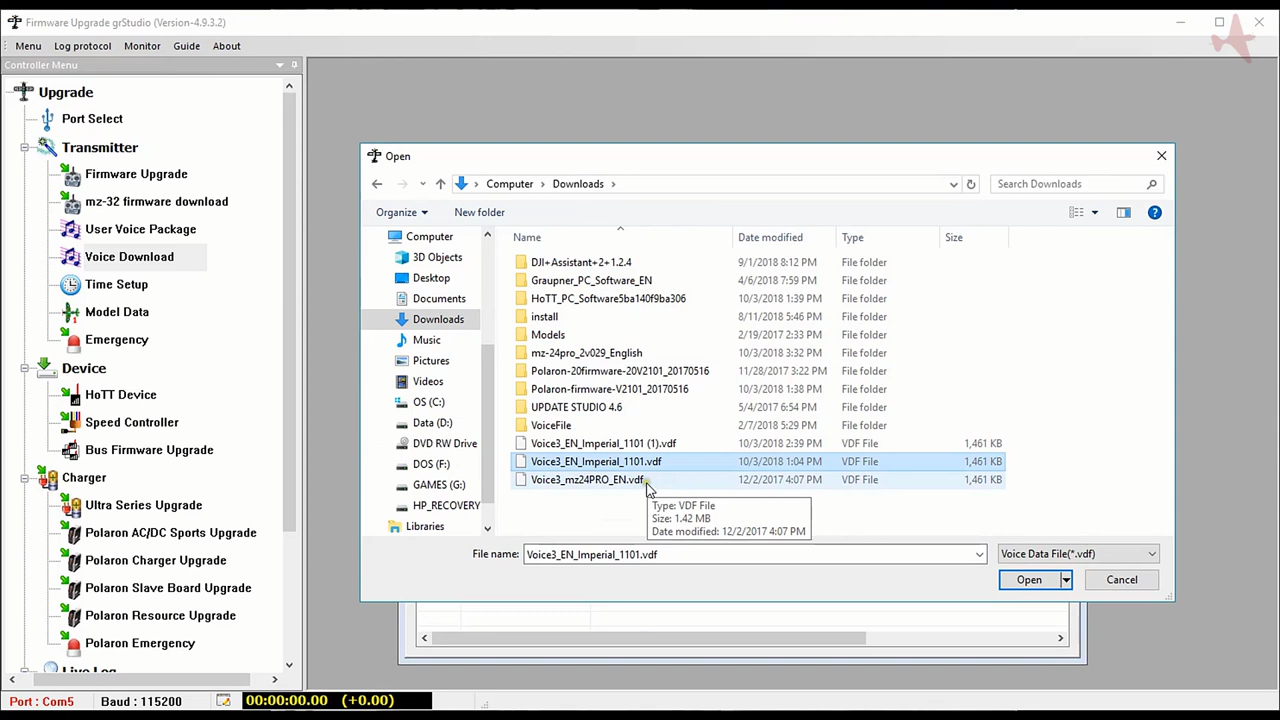 Firmware Upgrade grStudio (Version-4.9.3.2)
Menu Log protocol Monitor Guide About
Controller Menu
Upgrade
Port Select
Transmitter
Firmware Upgrade
mz-32 firmware download
User Voice Package
Voice Download
Time Setup
Model Data
Emergency
Device
HoTT Device
Speed Controller
Bus Firmware Upgrade
Charger
Ultra Series Upgrade
Polaron AC/DC Sports Upgrade
Polaron Charger Upgrade
Polaron Slave Board Upgrade
Polaron Resource Upgrade
Polaron Emergency
Live Log
Open
Computer Downloads
Search Downloads
Organize New folder
Computer
3D Objects
Desktop
Documents
Downloads
Music
Pictures
Videos
OS (C:)
Data (D:)
DVD RW Drive
DOS (F:)
GAMES (G:)
HP_RECOVERY
Libraries
Name Date modified Type Size
DJI+Assistant+2+1.2.4 9/1/2018 8:12 PM File folder
Graupner_PC_Software_EN 4/6/2018 7:59 PM File folder
HoTT_PC_Software5ba140f9ba306 10/3/2018 1:39 PM File folder
install 8/11/2018 5:46 PM File folder
Models 2/19/2017 2:33 PM File folder
mz-24pro_2v029_English 10/3/2018 3:32 PM File folder
Polaron-20firmware-20V2101_20170516 11/28/2017 3:22 PM File folder
Polaron-firmware-V2101_20170516 10/3/2018 1:38 PM File folder
UPDATE STUDIO 4.6 5/4/2017 6:54 PM File folder
VoiceFile 2/7/2018 5:29 PM File folder
Voice3_EN_Imperial_1101 (1).vdf 10/3/2018 2:39 PM VDF File 1,461 KB
Voice3_EN_Imperial_1101.vdf 10/3/2018 1:04 PM VDF File 1,461 KB
Voice3_mz24PRO_EN.vdf 12/2/2017 4:07 PM VDF File 1,461 KB
Type: VDF File
Size: 1.42 MB
Date modified: 12/2/2017 4:07 PM
File name: Voice3_EN_Imperial_1101.vdf Voice Data File(*.vdf)
Open Cancel
Port : Com5 Baud : 115200 00:00:00.00 (+0.00)